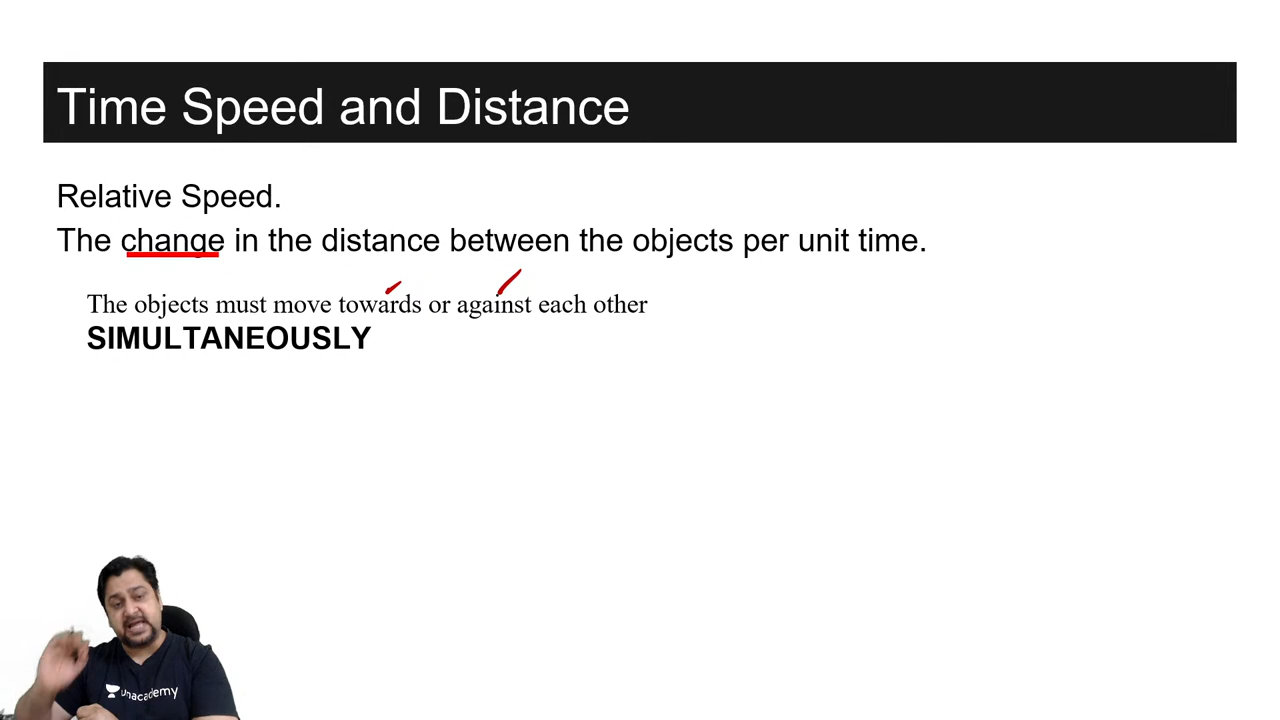 Time Speed and Distance
Relative Speed.
The change in the distance between the objects per unit time.
The objects must move towards or against each other
SIMULTANEOUSLY
unacademy